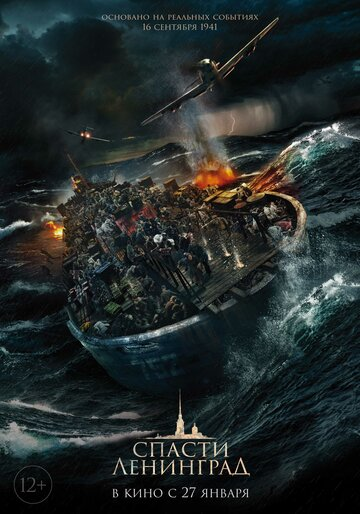 ОСНОВАНО НА РЕАЛЬНЫХ СОБЫТИЯХ
16 СЕНТЯБРЯ 1941
СПАСТИ
ЛЕНИНГРАД
12+
В КИНО С 27 ЯНВАРЯ